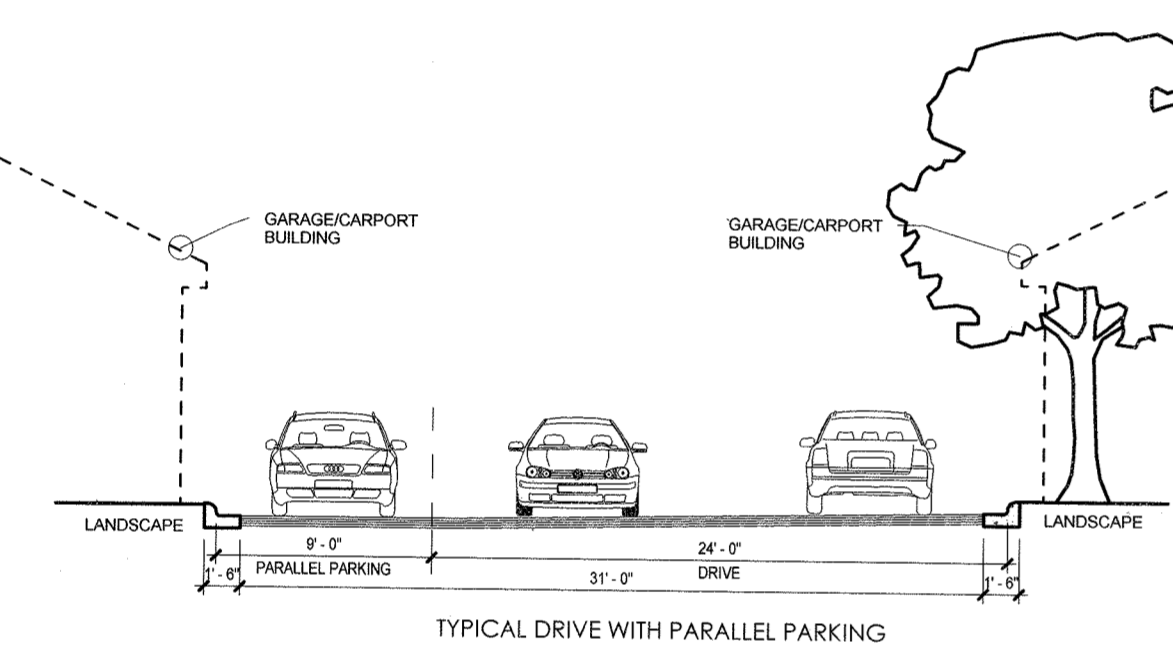 GARAGE/CARPORT
BUILDING
GARAGE/CARPORT
BUILDING
LANDSCAPE
LANDSCAPE
9' - 0"
24' - 0"
PARALLEL PARKING
DRIVE
1' - 6"
31' - 0"
1' - 6"
TYPICAL DRIVE WITH PARALLEL PARKING